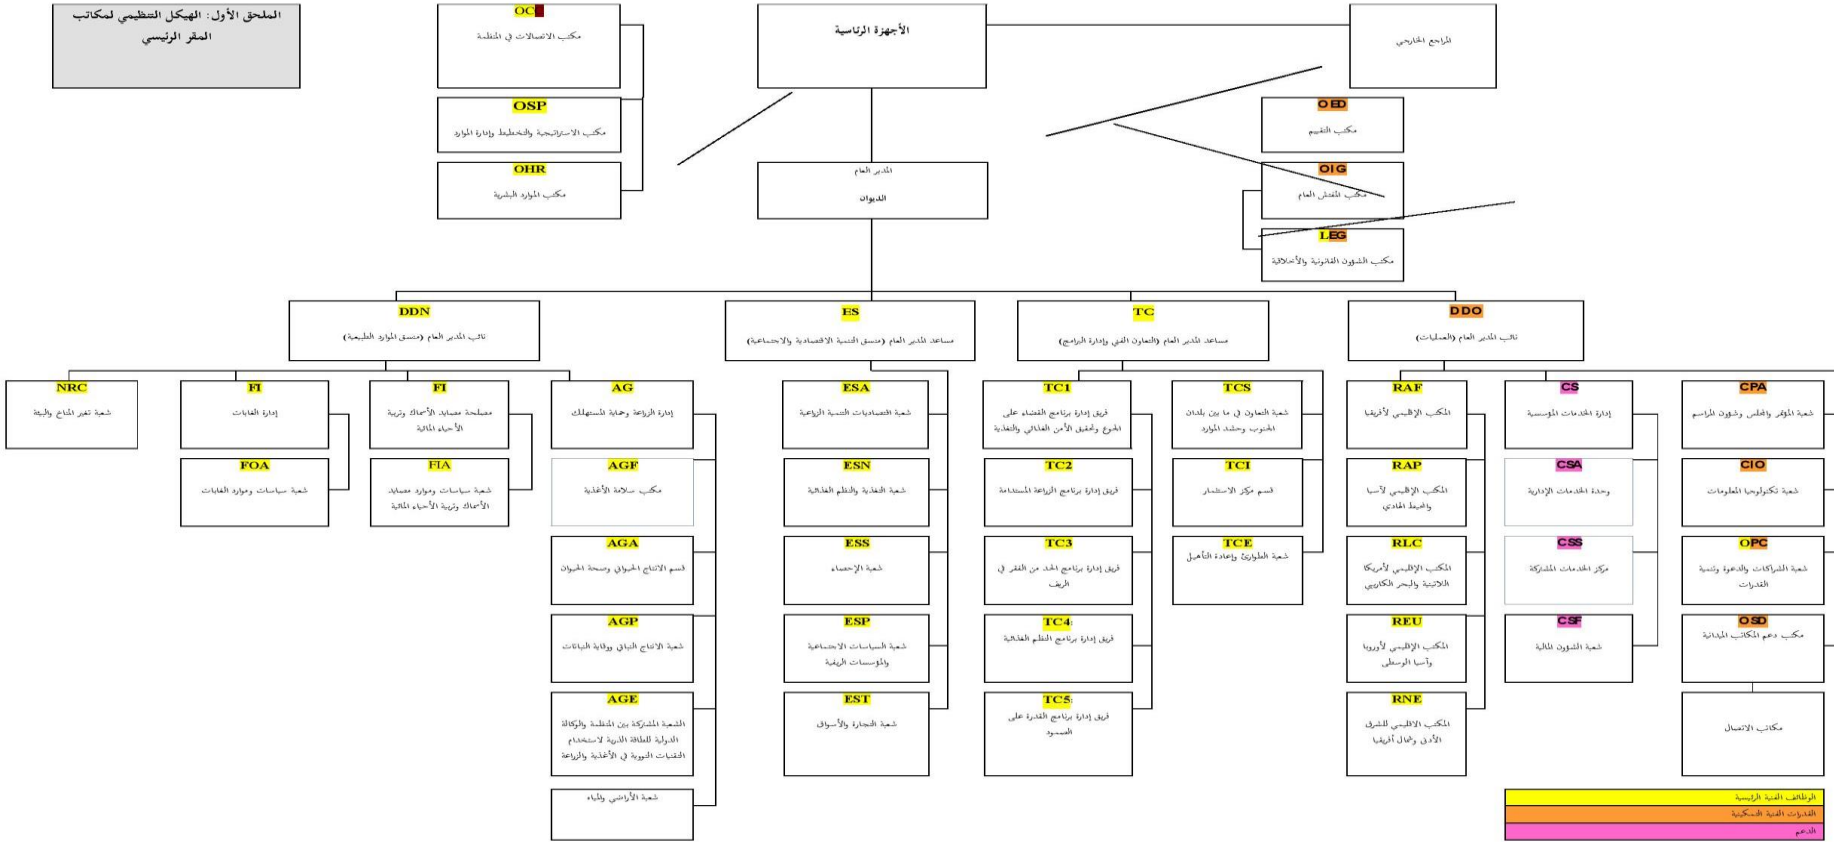 الملحق الأول: الهيكل التنظيمي لمكاتب
المقر الرئيسي
OC
مكتب الاتصالات في المنظمة
OSP
مكتب الاستراتيجية والتخطيط وإدارة الموارد
OHR
مكتب الموارد البشرية
الأجهزة الرئاسية
المدير العام
الديوان
المراجع الخارجي
OED
مكتب التقييم
OIG
مكتب المفتش العام
LEG
مكتب الشؤون القانونية والأخلاقية
DDN
نائب المدير العام (منسق الموارد الطبيعية)
ES
مساعد المدير العام (منسق التنمية الاقتصادية والاجتماعية)
TC
مساعد المدير العام (التعاون الفني وإدارة البرامج)
DDO
نائب المدير العام (العمليات)
NRC
شعبة تغير المناخ والبيئة
FI
إدارة الغابات
FOA
شعبة سياسات وموارد الغابات
FI
مصلحة مصايد الأسماك وتربية
الأحياء المائية
FIA
شعبة سياسات وموارد مصايد
الأسماك وتربية الأحياء المائية
AG
إدارة الزراعة وحماية المستهلك
AGF
مكتب سلامة الأغذية
AGA
قسم الانتاج الحيواني وصحة الحيوان
AGP
شعبة الانتاج النباتي ووقاية النباتات
AGE
الشعبة المشتركة بين المنظمة والوكالة
الدولية للطاقة الذرية لاستخدام
التقنيات النووية في الأغذية والزراعة
شعبة الأراضي والمياه
ESA
شعبة اقتصاديات التنمية الزراعية
ESN
شعبة التغذية والنظم الغذائية
ESS
شعبة الإحصاء
ESP
شعبة السياسات الاجتماعية
والمؤسسات الريفية
EST
شعبة التجارة والأسواق
TC1
فريق إدارة برنامج القضاء على
الجوع وتحقيق الأمن الغذائي والتغذية
TC2
فريق إدارة برنامج الزراعة المستدامة
TC3
فريق إدارة برنامج الحد من الفقر في
الريف
TC4:
فريق إدارة برنامج النظم الغذائية
TC5:
فريق إدارة برنامج القدرة على
الصمود
TCS
شعبة التعاون في ما بين بلدان
الجنوب وحشد الموارد
TCI
قسم مركز الاستثمار
TCE
شعبة الطوارئ وإعادة التأهيل
RAF
المكتب الإقليمي لأفريقيا
RAP
المكتب الإقليمي لآسيا
والمحيط الهادي
RLC
المكتب الإقليمي لأمريكا
اللاتينية والبحر الكاريبي
REU
المكتب الإقليمي لأوروبا
وآسيا الوسطى
RNE
المكتب الاقليمي للشرق
الأدنى وشمال أفريقيا
CS
إدارة الخدمات المؤسسية
CSA
وحدة الخدمات الإدارية
CSS
مركز الخدمات المشتركة
CSF
شعبة الشؤون المالية
CPA
شعبة المؤتمر والمجلس وشؤون المراسم
CIO
شعبة تكنولوجيا المعلومات
OPC
شعبة الشراكات والدعوة وتنمية
القدرات
OSD
مكتب دعم المكاتب الميدانية
مكاتب الاتصال
الوظائف الفنية الرئيسية
القدرات الفنية التمكينية
الدعم